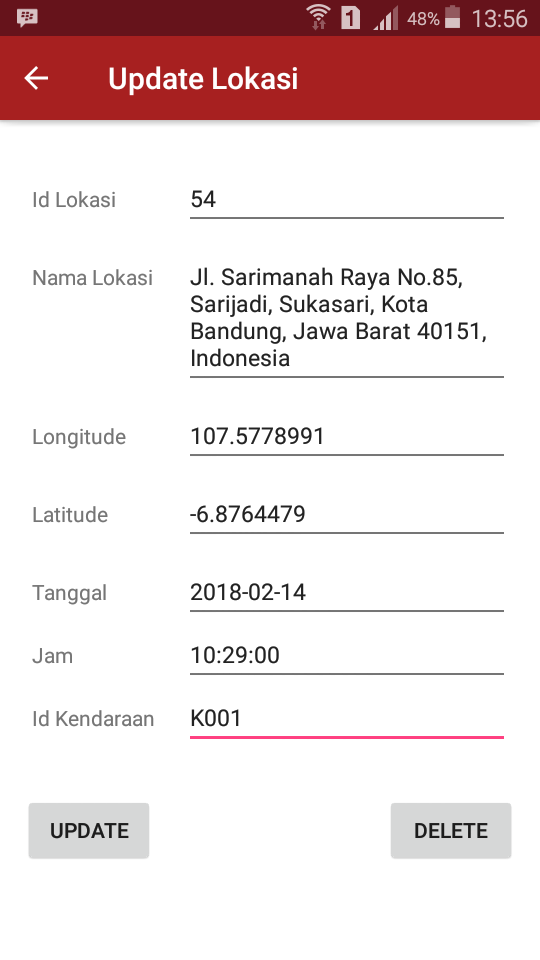 1 48% 13:56
Update Lokasi
Id Lokasi 54
Nama Lokasi Jl. Sarimanah Raya No.85,
Sarijadi, Sukasari, Kota
Bandung, Jawa Barat 40151,
Indonesia
Longitude 107.5778991
Latitude -6.8764479
Tanggal 2018-02-14
Jam 10:29:00
Id Kendaraan K001
UPDATE DELETE